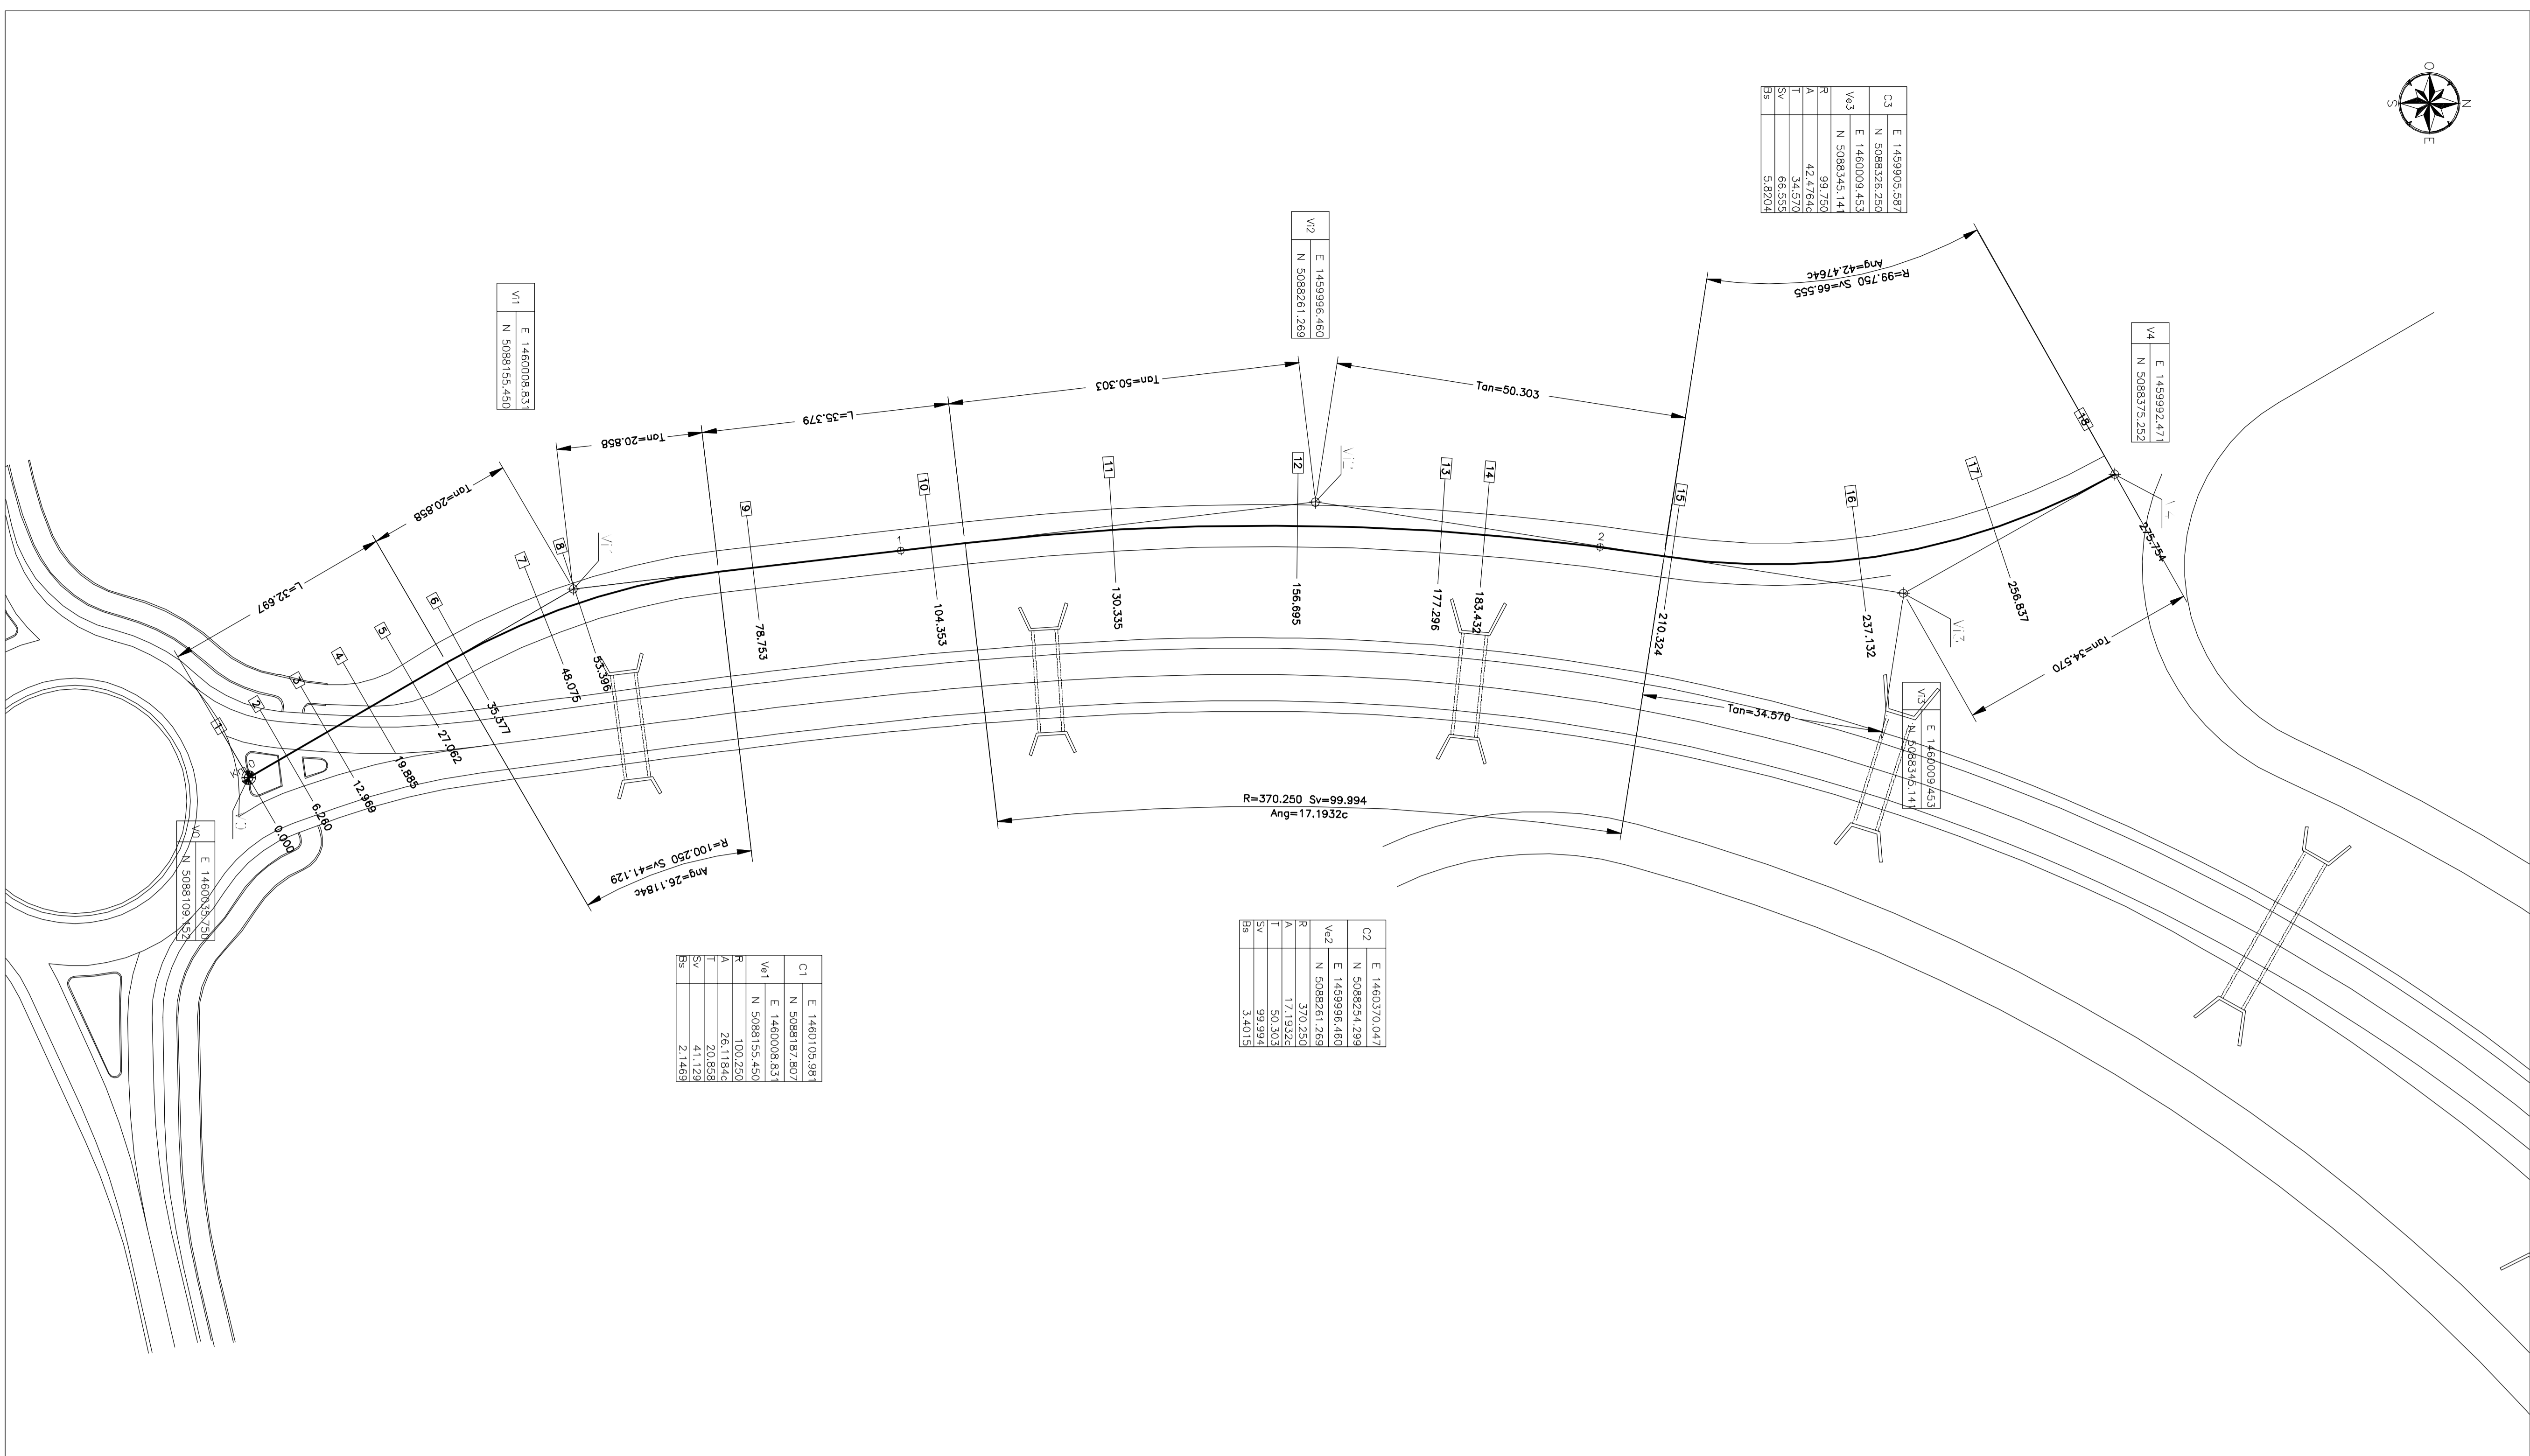 O
N
S
E
C3
E 1459905.587
N 5088326.250
Ve3
E 1460009.453
N 5088345.141
R 99.750
A 42.4764c
T 34.570
Sv 66.555
Bs 5.8204
Vi2
E 1459996.460
N 5088261.269
Vi1
E 1460008.831
N 5088155.450
V4
E 1459992.471
N 5088375.252
R=99.750 Sv=66.555
Ang=42.4764c
Tan=50.303
Tan=50.303
L=35.379
Tan=20.858
Tan=20.858
L=32.697
Tan=34.570
Tan=34.570
1
2
3
4
5
6
7
8
9
10
11
12
13
14
15
16
17
18
0.000
6.260
12.969
19.885
27.062
35.377
48.075
53.396
78.753
104.353
130.335
156.695
177.296
183.432
210.324
237.132
256.837
275.754
0
1
2
Vi3
E 1460009.453
N 5088345.141
V0
E 1460035.750
N 5088109.152
R=370.250 Sv=99.994
Ang=17.1932c
R=100.250 Sv=41.129
Ang=26.1184c
C2
E 1460370.047
N 5088254.299
Ve2
E 1459996.460
N 5088261.269
R 370.250
A 17.1932c
T 50.303
Sv 99.994
Bs 3.4015
C1
E 1460105.981
N 5088187.807
Ve1
E 1460008.831
N 5088155.450
R 100.250
A 26.1184c
T 20.858
Sv 41.129
Bs 2.1469